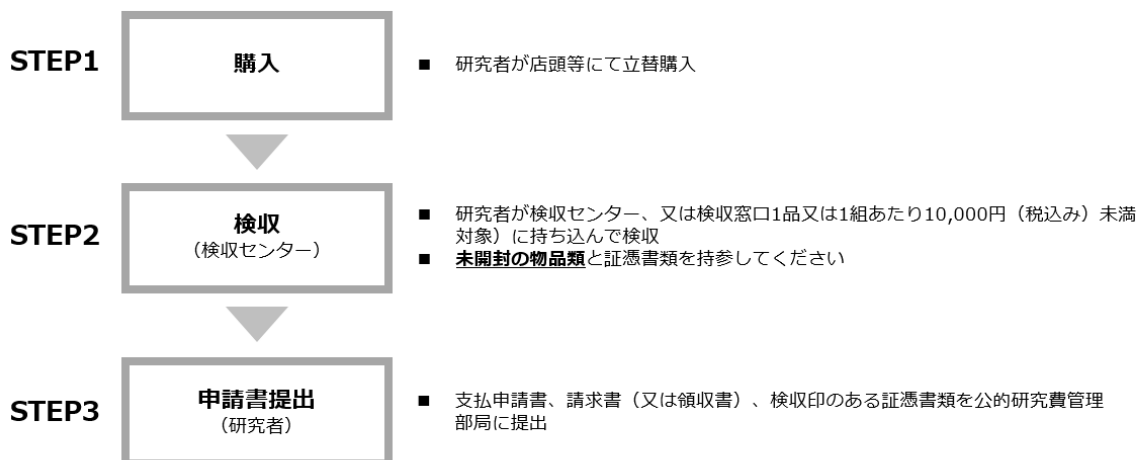 STEP1
購入
■ 研究者が店頭等にて立替購入
STEP2
検収
（検収センター）
■ 研究者が検収センター、又は検収窓口1品又は1組あたり10,000円（税込み）未満
対象）に持ち込んで検収
■ 未開封の物品類と証憑書類を持参してください
STEP3
申請書提出
（研究者）
■ 支払申請書、請求書（又は領収書）、検収印のある証憑書類を公的研究費管理
部局に提出